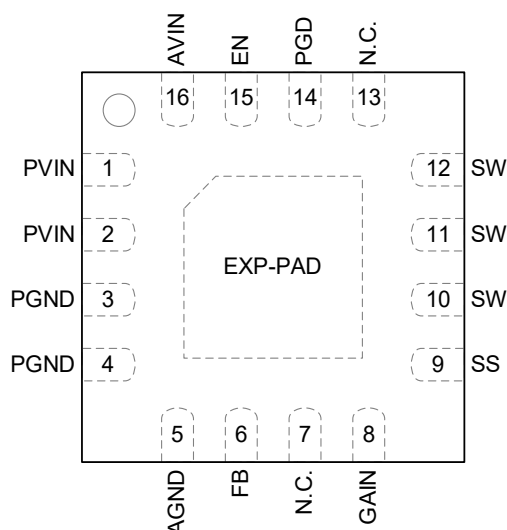 AVIN
EN
PGD
N.C.
16
15
14
13
PVIN 1
12 SW
PVIN 2
11 SW
EXP-PAD
PGND 3
10 SW
PGND 4
9 SS
5
6
7
8
AGND
FB
N.C.
GAIN